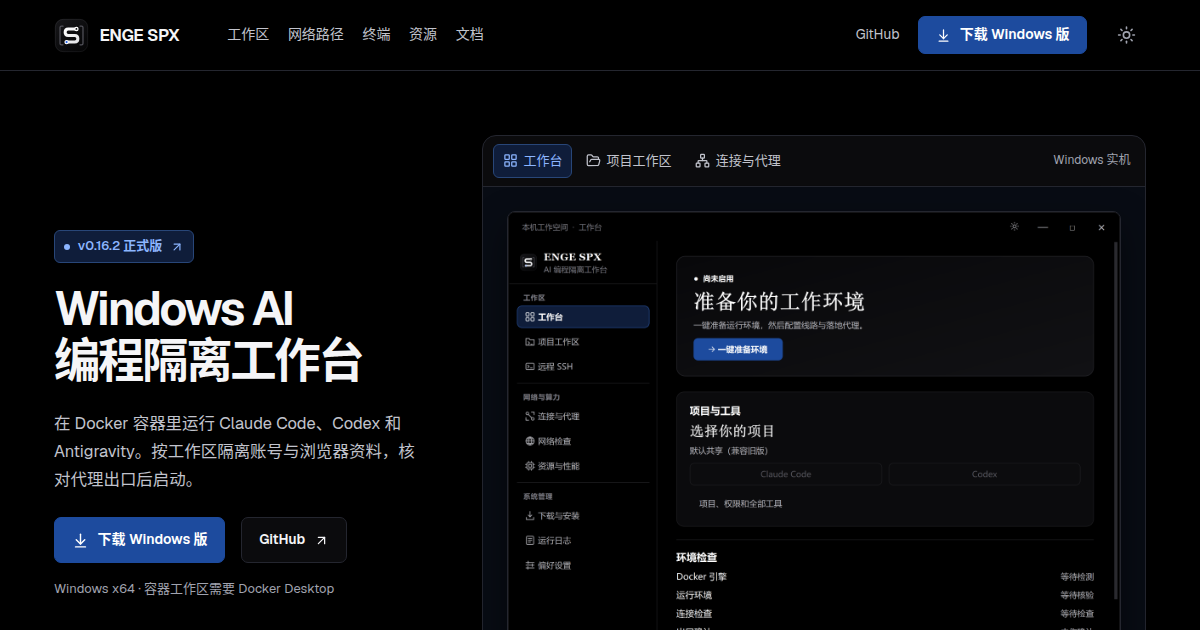 ENGE SPX
工作区 网络路径 终端 资源 文档
GitHub
下载 Windows 版
工作台 项目工作区 连接与代理
Windows 实机
v0.16.2 正式版
Windows AI
编程隔离工作台
在 Docker 容器里运行 Claude Code、Codex 和
Antigravity。按工作区隔离账号与浏览器资料，核
对代理出口后启动。
下载 Windows 版
GitHub
Windows x64 · 容器工作区需要 Docker Desktop
本机工作空间 · 工作台
ENGE SPX
AI 编程隔离工作台
工作区
工作台
项目工作区
远程 SSH
网络与算力
连接与代理
网络检查
资源与性能
系统管理
下载与安装
运行日志
偏好设置
尚未启用
准备你的工作环境
一键准备运行环境，然后配置线路与落地代理。
一键准备环境
项目与工具
选择你的项目
默认共享（兼容旧版）
Claude Code
Codex
项目、权限和全部工具
环境检查
Docker 引擎 等待检测
运行环境 等待核验
连接检查 等待检查